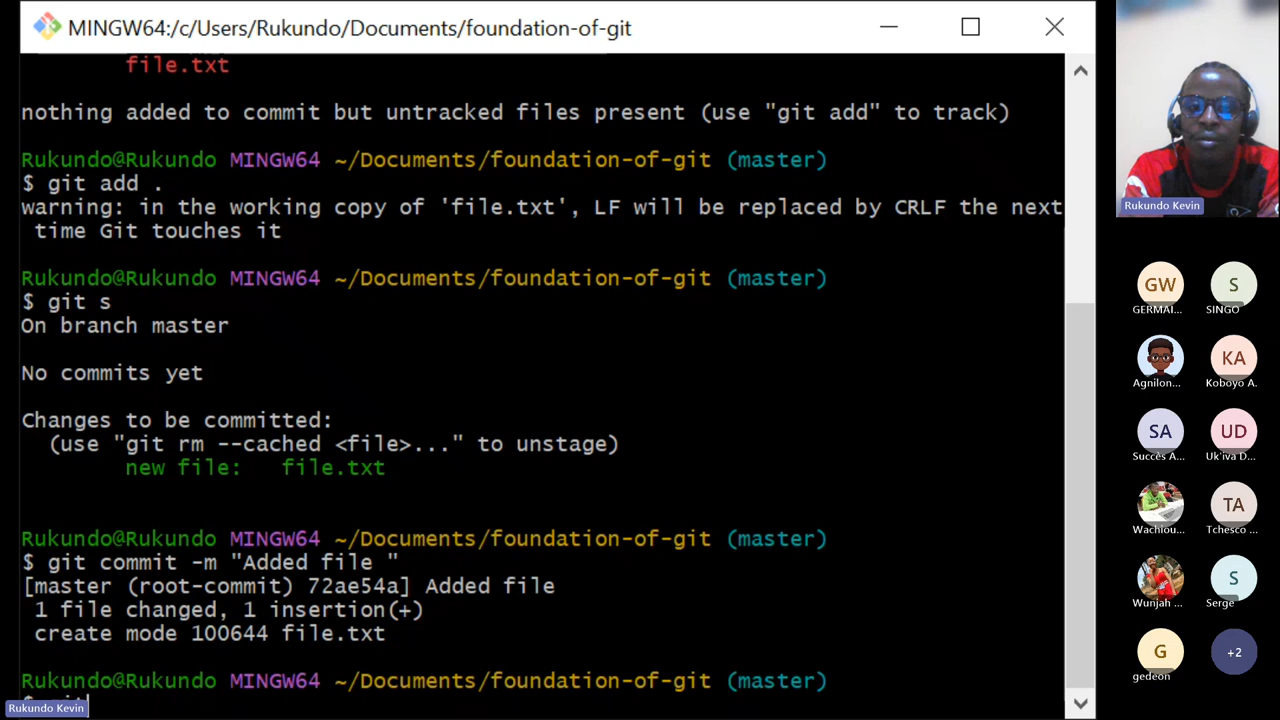 MINGW64:/c/Users/Rukundo/Documents/foundation-of-git
file.txt
nothing added to commit but untracked files present (use "git add" to track)
Rukundo@Rukundo MINGW64 ~/Documents/foundation-of-git (master)
$ git add .
warning: in the working copy of 'file.txt', LF will be replaced by CRLF the next
time Git touches it
Rukundo@Rukundo MINGW64 ~/Documents/foundation-of-git (master)
$ git s
On branch master
No commits yet
Changes to be committed:
(use "git rm --cached <file>..." to unstage)
new file: file.txt
Rukundo@Rukundo MINGW64 ~/Documents/foundation-of-git (master)
$ git commit -m "Added file "
[master (root-commit) 72ae54a] Added file
1 file changed, 1 insertion(+)
create mode 100644 file.txt
Rukundo@Rukundo MINGW64 ~/Documents/foundation-of-git (master)
Rukundo Kevin
Rukundo Kevin
GW
GERMAI...
S
SINGO
Agnilon...
KA
Koboyo A.
SA
Succès A...
UD
Uk'iva D...
Wachiou...
TA
Tchesco ...
Wunjah ...
S
Serge
G
gedeon
+2